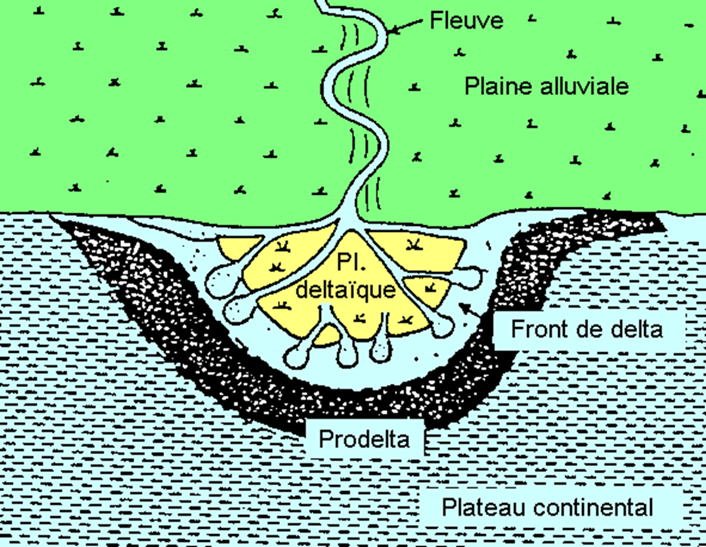 Fleuve
Plaine alluviale
Pl.
deltaïque
Front de delta
Prodelta
Plateau continental